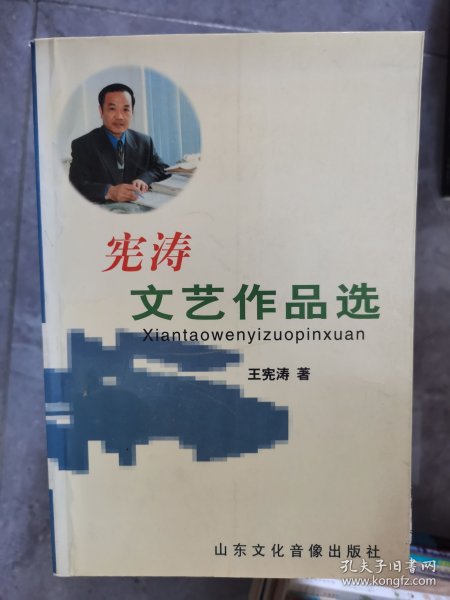 宪涛
文艺作品选
Xiantaowenyizuopinxuan
王宪涛 著
山东文化音像出版社
孔夫子旧书网
www.kongfz.com